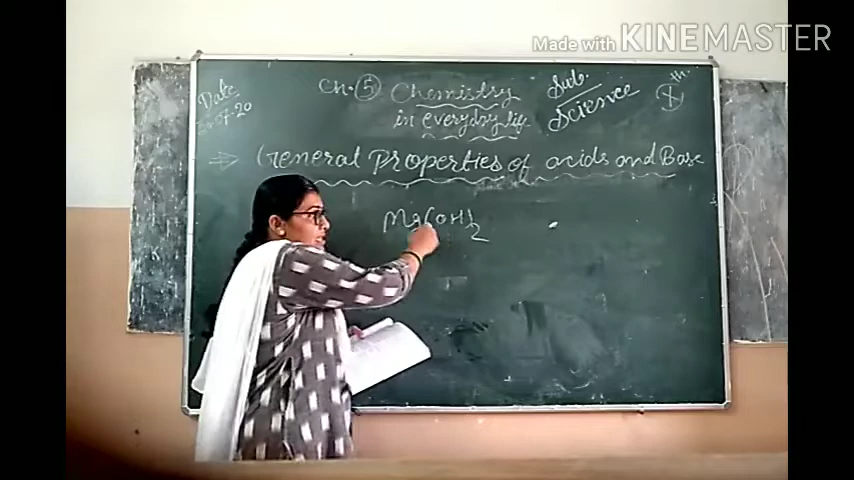 Made with KINEMASTER
Date
Ch. 5 Chemistry
in everyday life
Sub.
Science
Xth
⇒ General Properties of acids and Base
Mg(OH)2